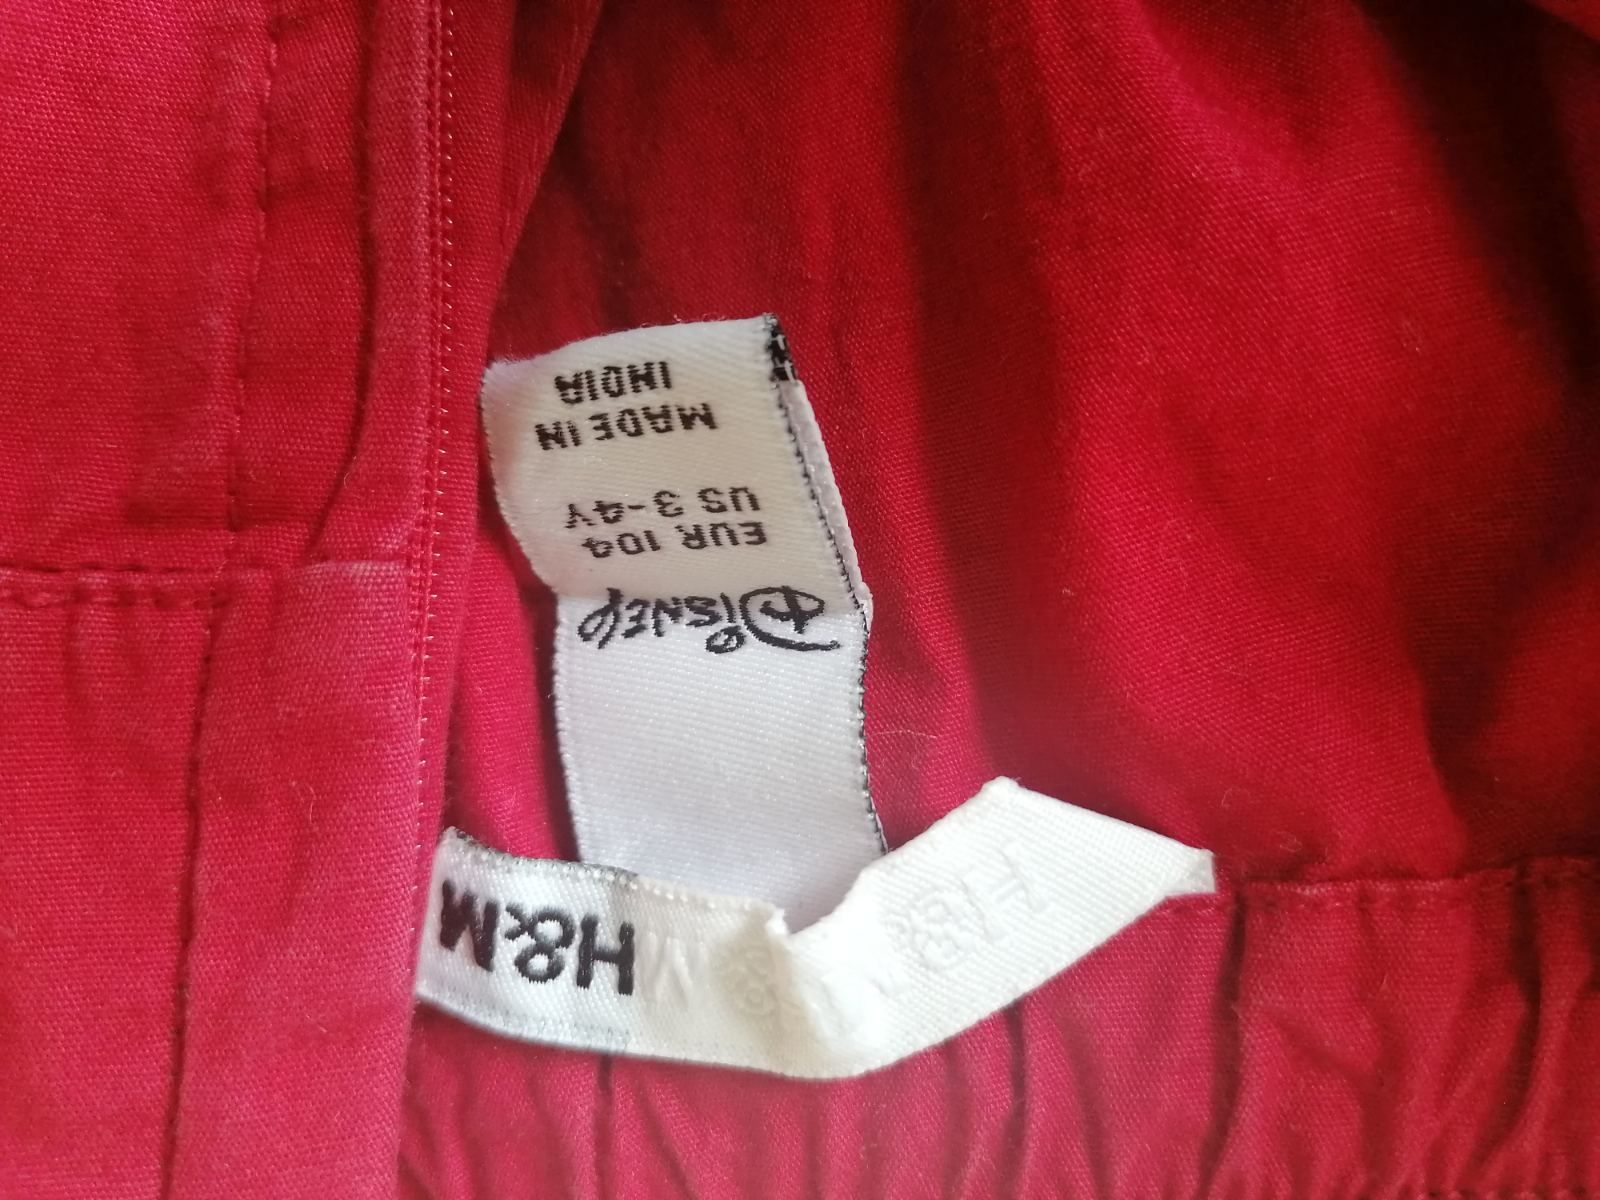 H&M
DISNEY
EUR 104
US 3-4Y
MADE IN
INDIA